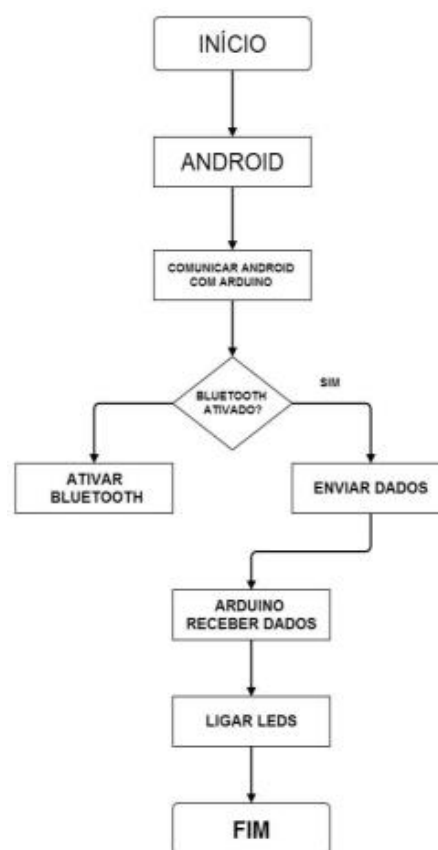 INÍCIO
ANDROID
COMUNICAR ANDROID
COM ARDUINO
BLUETOOTH
ATIVADO?
SIM
ATIVAR
BLUETOOTH
ENVIAR DADOS
ARDUINO
RECEBER DADOS
LIGAR LEDS
FIM